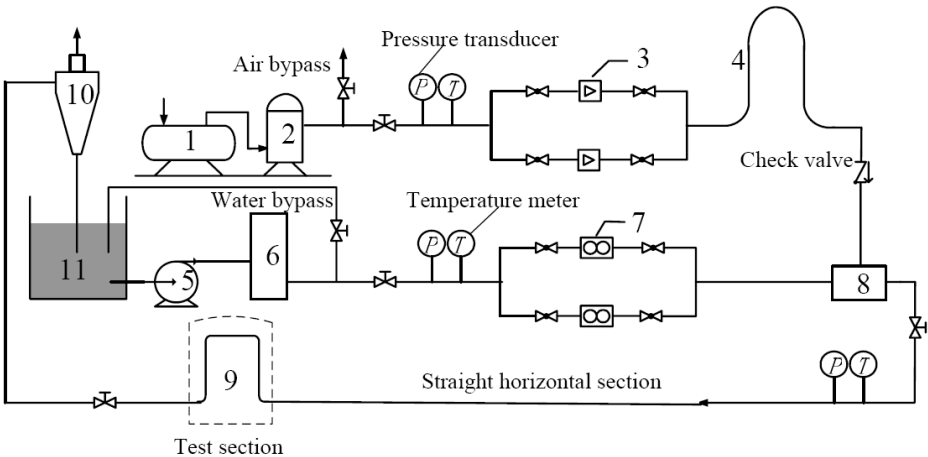 Pressure transducer
3
4
10
Air bypass
P T
1
2
Check valve
Water bypass
Temperature meter
7
P T
6
11
5
8
9
Straight horizontal section
P T
Test section